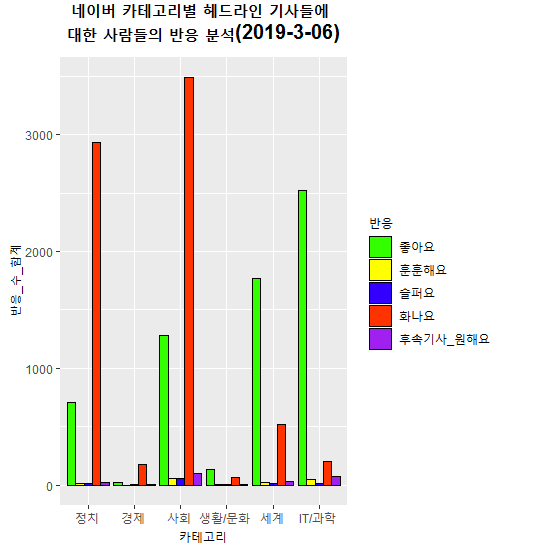 네이버 카테고리별 헤드라인 기사들에
대한 사람들의 반응 분석(2019-3-06)
반응_수_합계
3000
2000
1000
0
정치 경제 사회 생활/문화 세계 IT/과학
카테고리
반응
좋아요
훈훈해요
슬퍼요
화나요
후속기사_원해요